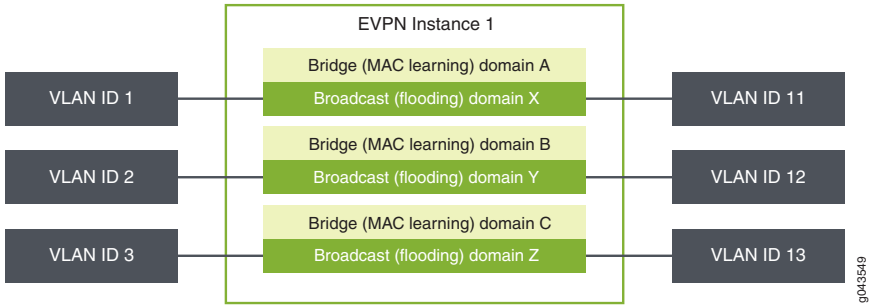 EVPN Instance 1
Bridge (MAC learning) domain A
VLAN ID 1
Broadcast (flooding) domain X
VLAN ID 11
Bridge (MAC learning) domain B
VLAN ID 2
Broadcast (flooding) domain Y
VLAN ID 12
Bridge (MAC learning) domain C
VLAN ID 3
Broadcast (flooding) domain Z
VLAN ID 13
g043549